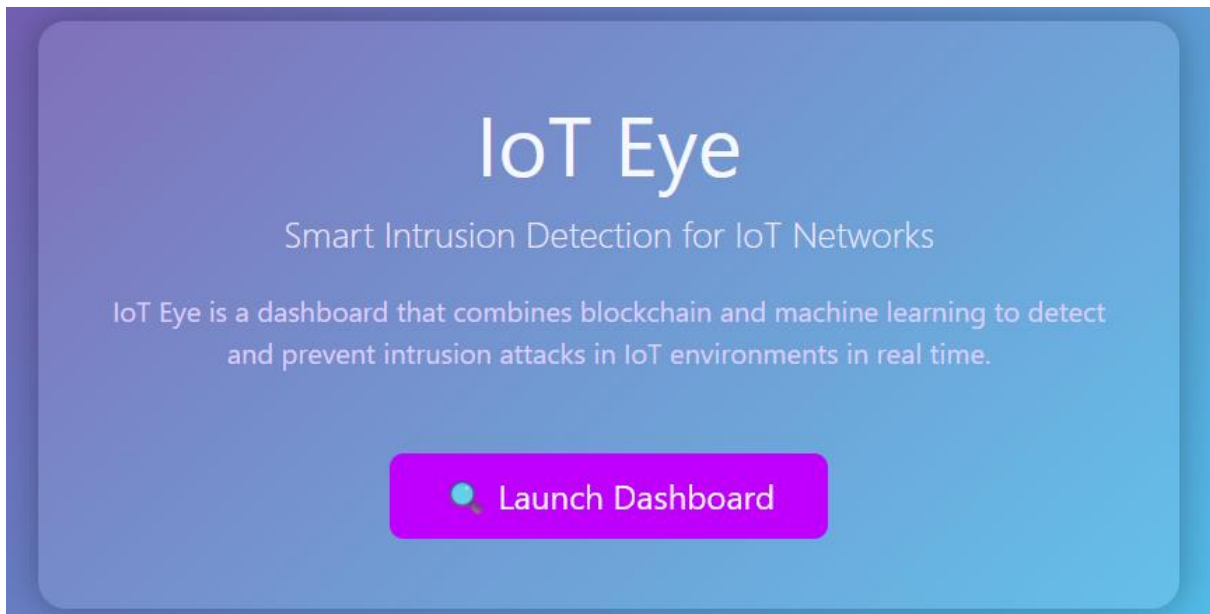 IoT Eye
Smart Intrusion Detection for IoT Networks
IoT Eye is a dashboard that combines blockchain and machine learning to detect
and prevent intrusion attacks in IoT environments in real time.
Launch Dashboard